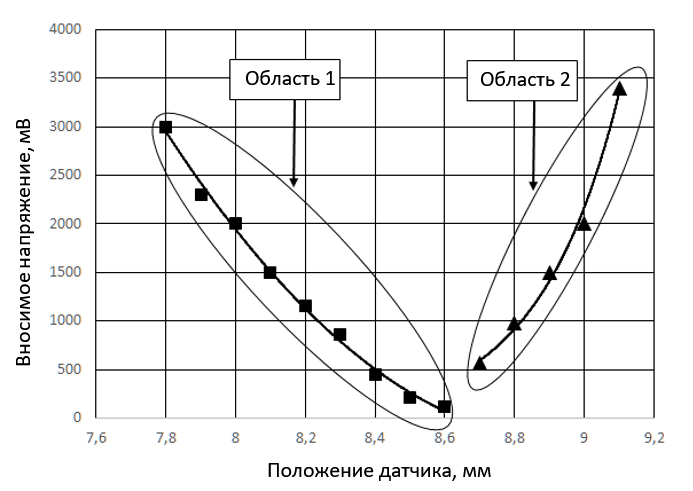 4000
3500
3000
2500
2000
1500
1000
500
0
Вносимое напряжение, мВ
Область 1
Область 2
7,6 7,8 8 8,2 8,4 8,6 8,8 9 9,2
Положение датчика, мм